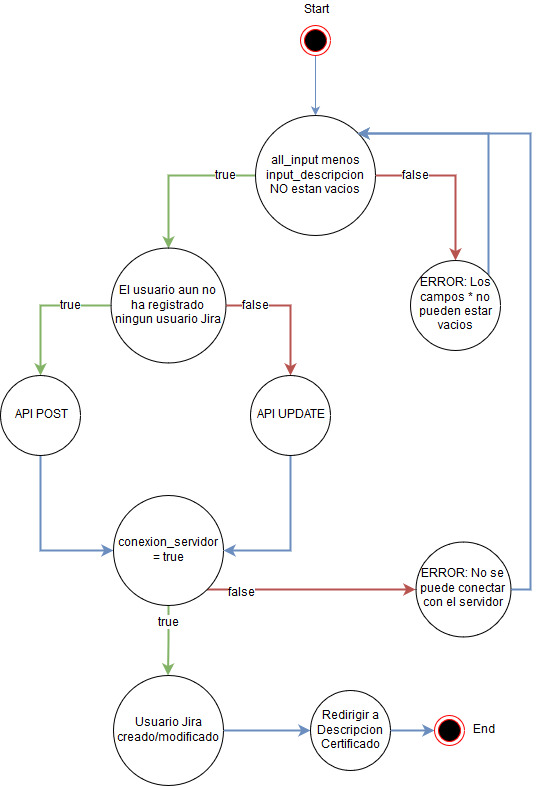 Start
all_input menos
input_descripcion
NO estan vacios
true
false
El usuario aun no
ha registrado
ningun usuario Jira
ERROR: Los
campos * no
pueden estar
vacios
true
false
API POST
API UPDATE
conexion_servidor
= true
ERROR: No se
puede conectar
con el servidor
false
true
Usuario Jira
creado/modificado
Redirigir a
Descripcion
Certificado
End